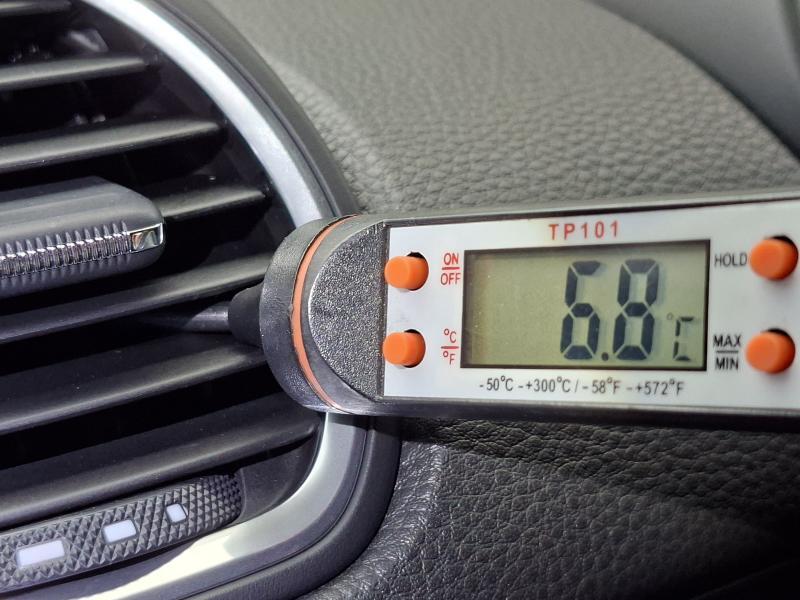 TP101
ON
OFF
HOLD
6.8°C
°C
°F
MAX
MIN
-50°C -+300°C / -58°F -+572°F